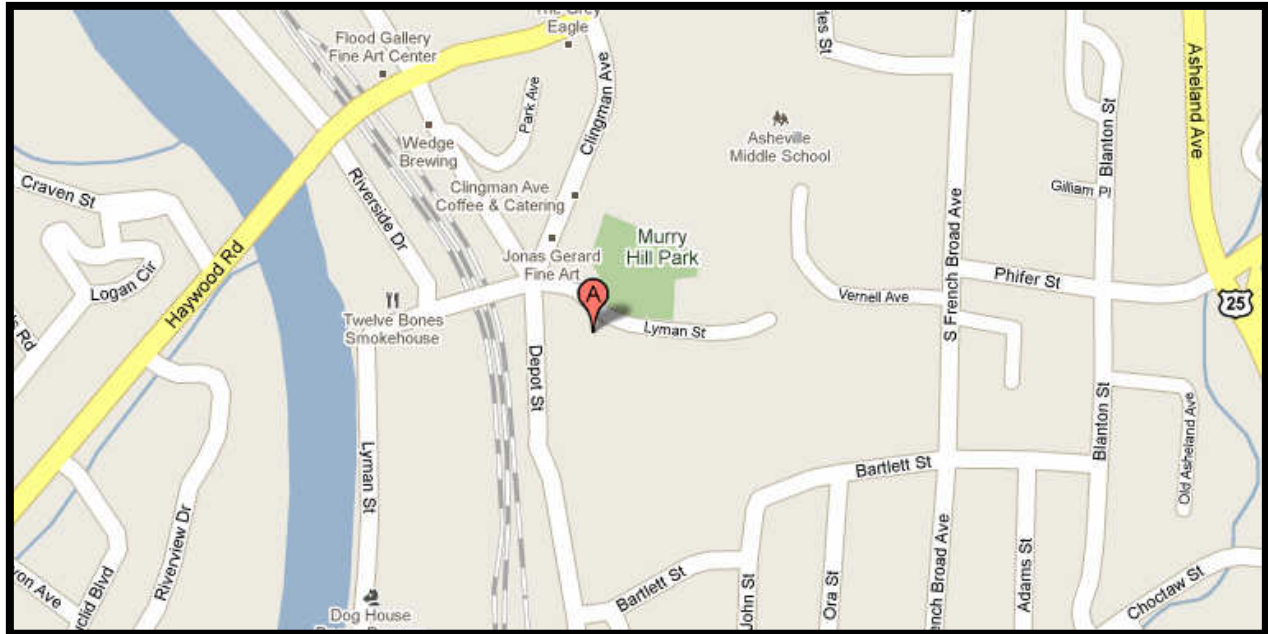 The Grey
Eagle
Flood Gallery
Fine Art Center
Park Ave
Clingman Ave
Asheland Ave
Blanton St
Asheville
Middle School
Wedge
Brewing
Craven St
Clingman Ave
Coffee & Catering
Gilliam Pl
Riverside Dr
S French Broad Ave
Murry
Hill Park
Jonas Gerard
Fine Art
Logan Cir
Haywood Rd
Phifer St
Vernell Ave
25
A
Twelve Bones
Smokehouse
Lyman St
Depot St
Blanton St
Old Asheland Ave
Lyman St
Bartlett St
Riverview Dr
Adams St
Bartlett St
John St
Ora St
Choctaw St
Dog House